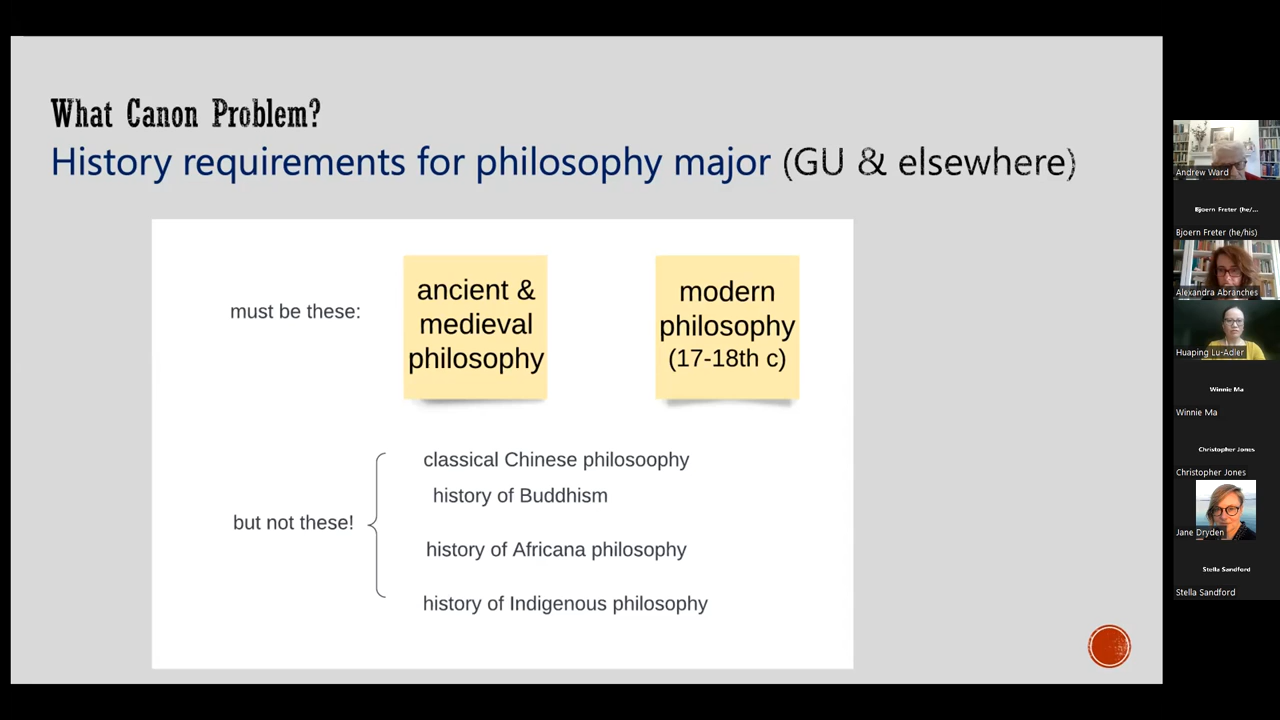 What Canon Problem?
History requirements for philosophy major (GU & elsewhere)
must be these:
ancient &
medieval
philosophy
modern
philosophy
(17-18th c)
but not these!
classical Chinese philosoophy
history of Buddhism
history of Africana philosophy
history of Indigenous philosophy
Andrew Ward
Bjoern Freter (he/...
Bjoern Freter (he/his)
Alexandra Abranches
Huaping Lu-Adler
Winnie Ma
Winnie Ma
Christopher Jones
Christopher Jones
Jane Dryden
Stella Sandford
Stella Sandford